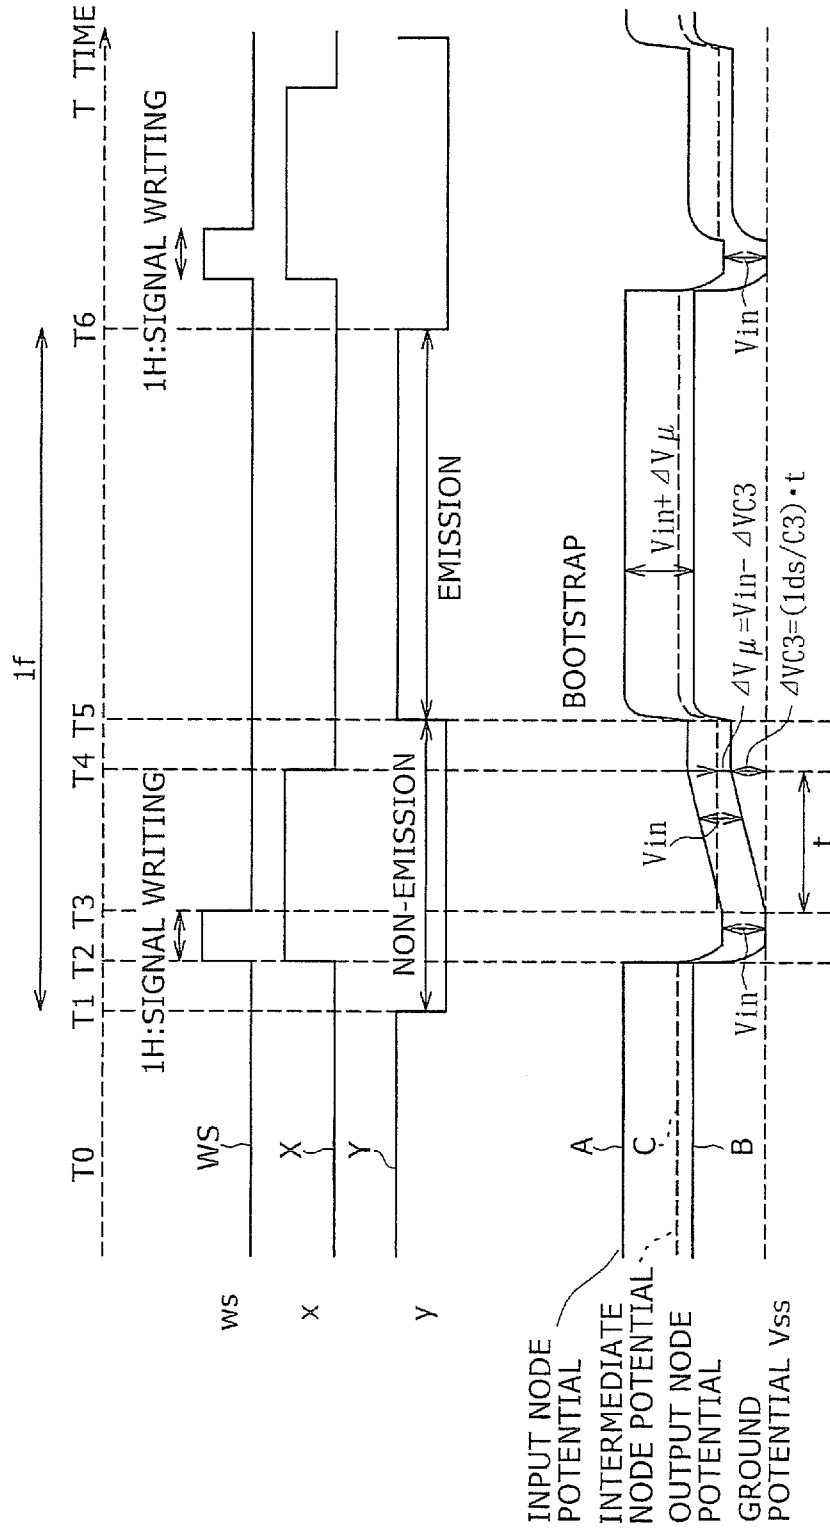 1f
T0
T1
T2
T3
T4
T5
T6
T
TIME
1H:SIGNAL WRITING
1H:SIGNAL WRITING
ws
WS
x
X
y
Y
NON-EMISSION
EMISSION
BOOTSTRAP
INPUT NODE
POTENTIAL
INTERMEDIATE
NODE POTENTIAL
OUTPUT NODE
POTENTIAL
GROUND
POTENTIAL Vss
A
C
B
Vin
Vin
Vin+ΔVμ
Vin
ΔVμ=Vin-ΔVC3
ΔVC3=(1ds/C3)•t
t